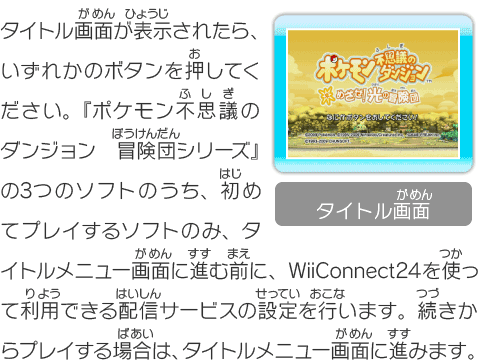 がめん ひょうじ
タイトル画面が表示されたら、
お
いずれかのボタンを押してく
ふしぎ
ださい。『ポケモン不思議の
ぼうけんだん
ダンジョン 冒険団シリーズ』
はじ
の3つのソフトのうち、初め
てプレイするソフトのみ、タ
がめん すす まえ つか
イトルメニュー画面に進む前に、WiiConnect24を使っ
りよう はいしん せってい おこな つづ
て利用できる配信サービスの設定を行います。続きか
ばあい がめん すす
らプレイする場合は、タイトルメニュー画面に進みます。
ポケモン不思議の
ダンジョン
めざせ!光の冒険団
がめん
タイトル画面